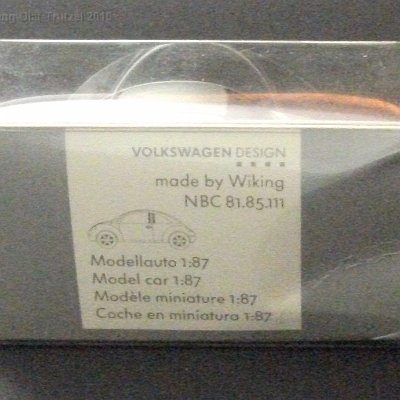 VOLKSWAGEN DESIGN
made by Wiking
NBC 81.85.111
Modellauto 1:87
Model car 1:87
Modèle miniature 1:87
Coche en miniatura 1:87